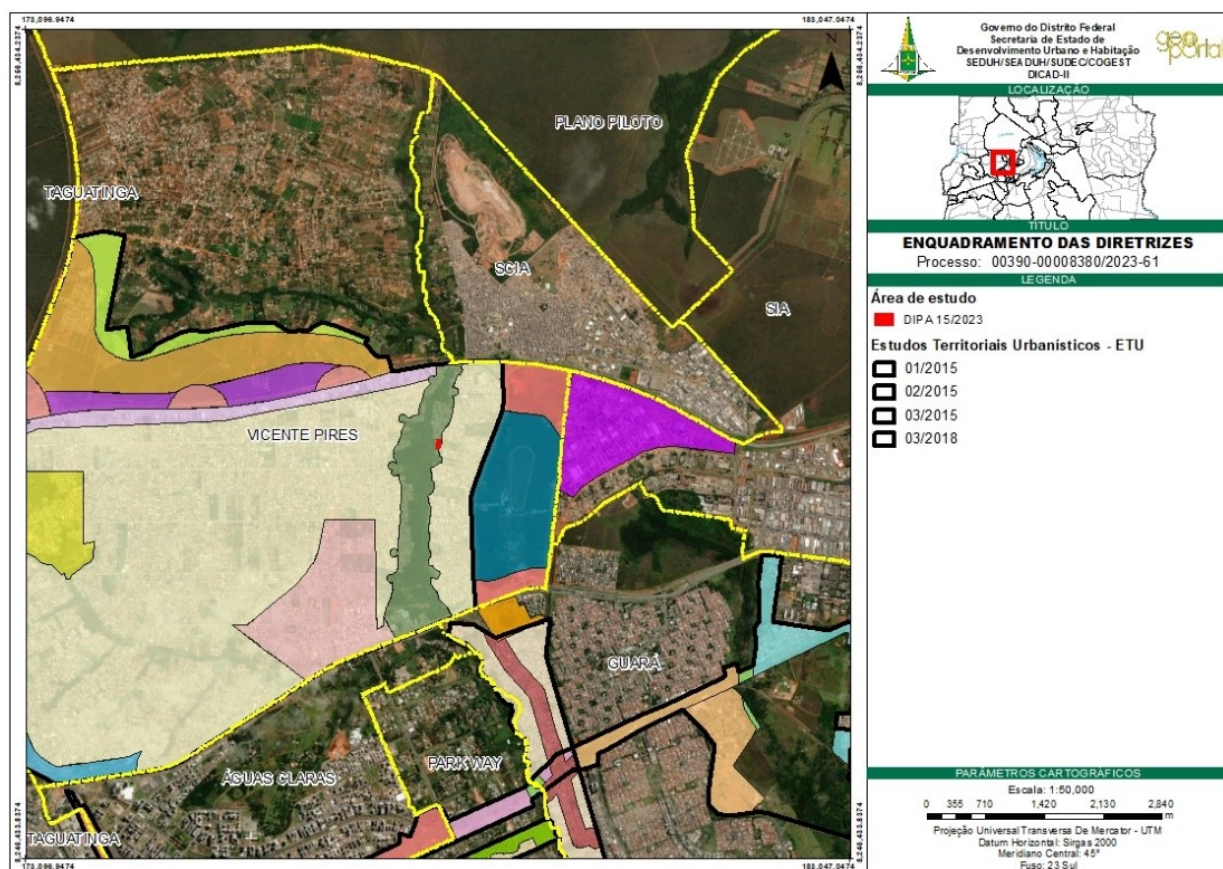 173,096.9474
183,047.0474
8,256,434.2374
8,256,434.2374
N
PLANO PILOTO
TAGUATINGA
SCIA
SIA
VICENTE PIRES
GUARÁ
PARK WAY
ÁGUAS CLARAS
TAGUATINGA
8,246,433.8374
8,246,433.8374
173,096.9474
183,047.0474
Governo do Distrito Federal
Secretaria de Estado de
Desenvolvimento Urbano e Habitação
SEDUH/SEADUH/SUDEC/COGEST
DICAD-II
geo
portal
LOCALIZAÇÃO
TITULO
ENQUADRAMENTO DAS DIRETRIZES
Processo: 00390-00008380/2023-61
LEGENDA
Área de estudo
DIPA 15/2023
Estudos Territoriais Urbanísticos - ETU
01/2015
02/2015
03/2015
03/2018
PARÂMETROS CARTOGRÁFICOS
Escala: 1:50,000
0 355 710 1,420 2,130 2,840
m
Projeção Universal Transversa De Mercator - UTM
Datum Horizontal: Sirgas 2000
Meridiano Central: 45º
Fuso: 23 Sul